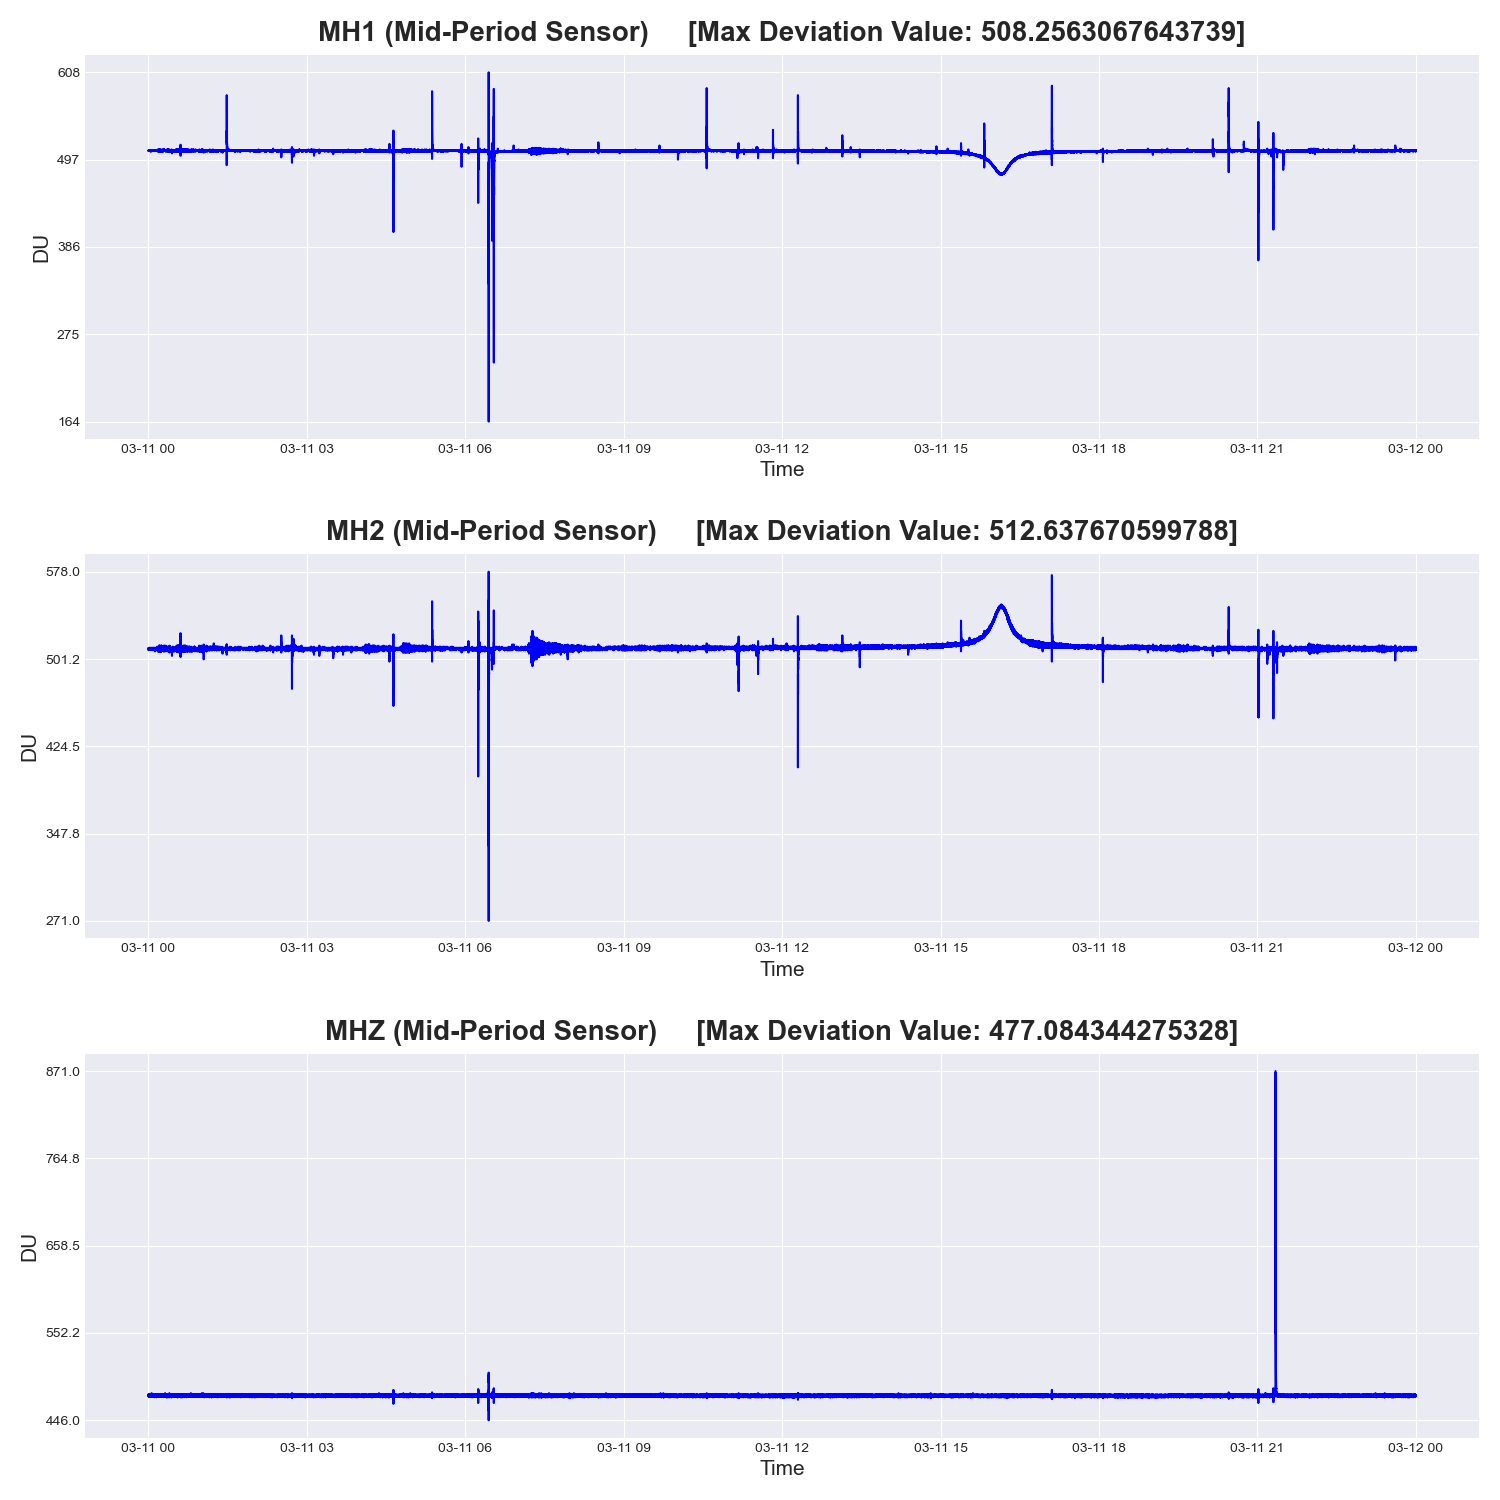 MH1 (Mid-Period Sensor) [Max Deviation Value: 508.2563067643739]
608
497
386
275
164
DU
03-11 00 03-11 03 03-11 06 03-11 09 03-11 12 03-11 15 03-11 18 03-11 21 03-12 00
Time
MH2 (Mid-Period Sensor) [Max Deviation Value: 512.637670599788]
578.0
501.2
424.5
347.8
271.0
DU
03-11 00 03-11 03 03-11 06 03-11 09 03-11 12 03-11 15 03-11 18 03-11 21 03-12 00
Time
MHZ (Mid-Period Sensor) [Max Deviation Value: 477.084344275328]
871.0
764.8
658.5
552.2
446.0
DU
03-11 00 03-11 03 03-11 06 03-11 09 03-11 12 03-11 15 03-11 18 03-11 21 03-12 00
Time